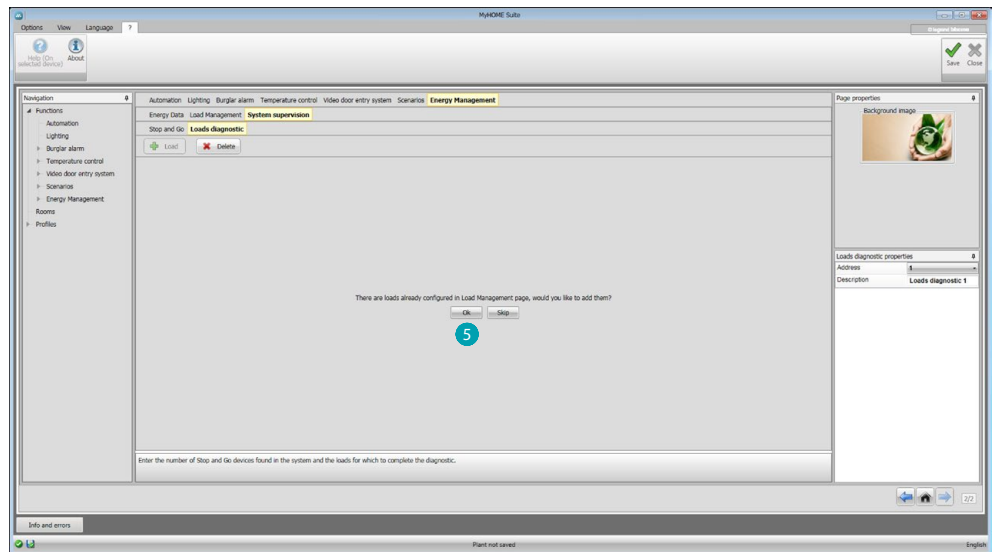 MyHOME Suite
Options View Language ?
Help (On selected device)
About
Save Close
Navigation
Functions
Automation
Lighting
Burglar alarm
Temperature control
Video door entry system
Scenarios
Energy Management
Rooms
Profiles
Automation Lighting Burglar alarm Temperature control Video door entry system Scenarios Energy Management
Energy Data Load Management System supervision
Stop and Go Loads diagnostic
Load Delete
There are loads already configured in Load Management page, would you like to add them?
Ok Skip
5
Enter the number of Stop and Go devices found in the system and the loads for which to complete the diagnostic.
Page properties
Background image
Loads diagnostic properties
Address 1
Description Loads diagnostic 1
2/2
Info and errors
Plant not saved
English